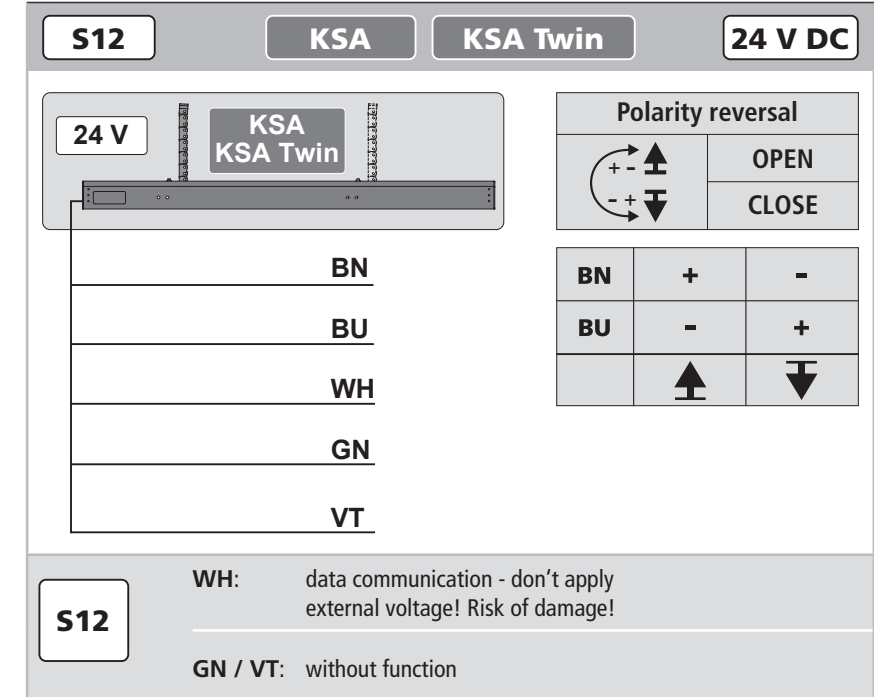 S12
KSA
KSA Twin
24 V DC
24 V
KSA
KSA Twin
BN
BU
WH
GN
VT
Polarity reversal
+ -
OPEN
- +
CLOSE
BN + -
BU - +
S12
WH: data communication - don't apply
external voltage! Risk of damage!
GN / VT: without function